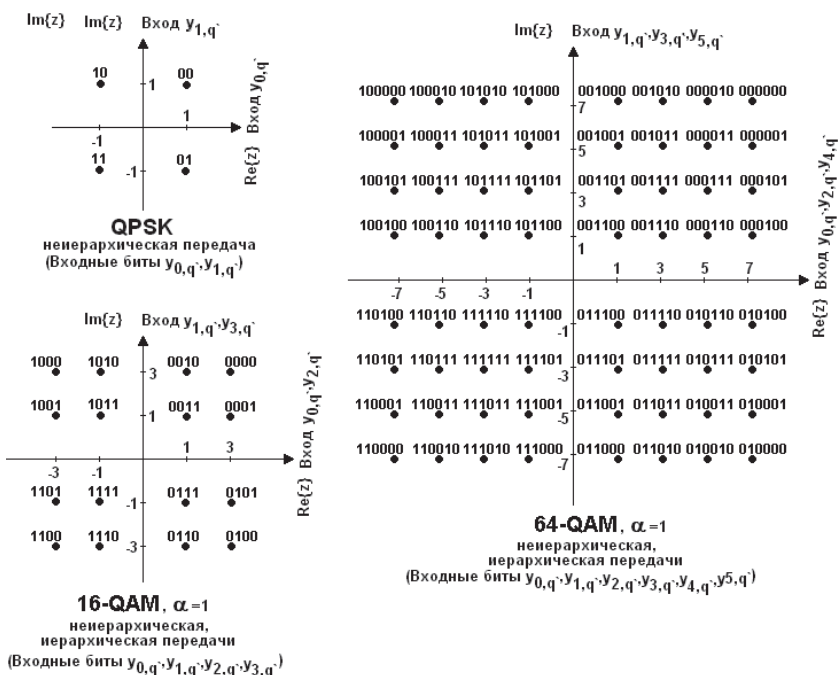 Im{z} Im{z} Вход y1,q`
10 00
1
1
Вход y0,q`
-1
11 01
-1
Re{z}
QPSK
неиерархическая передача
(Входные биты y0,q`,y1,q`)
Im{z} Вход y1,q`,y3,q`
1000 1010 0010 0000
3
1001 1011 0011 0001
1
1 3
Вход y0,q`,y2,q`
-3 -1
1101 1111 0111 0101
-1
Re{z}
1100 1110 0110 0100
-3
16-QAM, α=1
неиерархическая,
иерархическая передачи
(Входные биты y0,q`,y1,q`,y2,q`,y3,q`)
Im{z} Вход y1,q`,y3,q`,y5,q`
100000 100010 101010 101000 001000 001010 000010 000000
7
100001 100011 101011 101001 001001 001011 000011 000001
5
100101 100111 101111 101101 001101 001111 000111 000101
3
100100 100110 101110 101100 001100 001110 000110 000100
1
1 3 5 7
Вход y0,q`,y2,q`,y4,q`
-7 -5 -3 -1
110100 110110 111110 111100 011100 011110 010110 010100
-1
Re{z}
110101 110111 111111 111101 011101 011111 010111 010101
-3
110001 110011 111011 111001 011001 011011 010011 010001
-5
110000 110010 111010 111000 011000 011010 010010 010000
-7
64-QAM, α=1
неиерархическая,
иерархическая передачи
(Входные биты y0,q`,y1,q`,y2,q`,y3,q`,y4,q`,y5,q`)